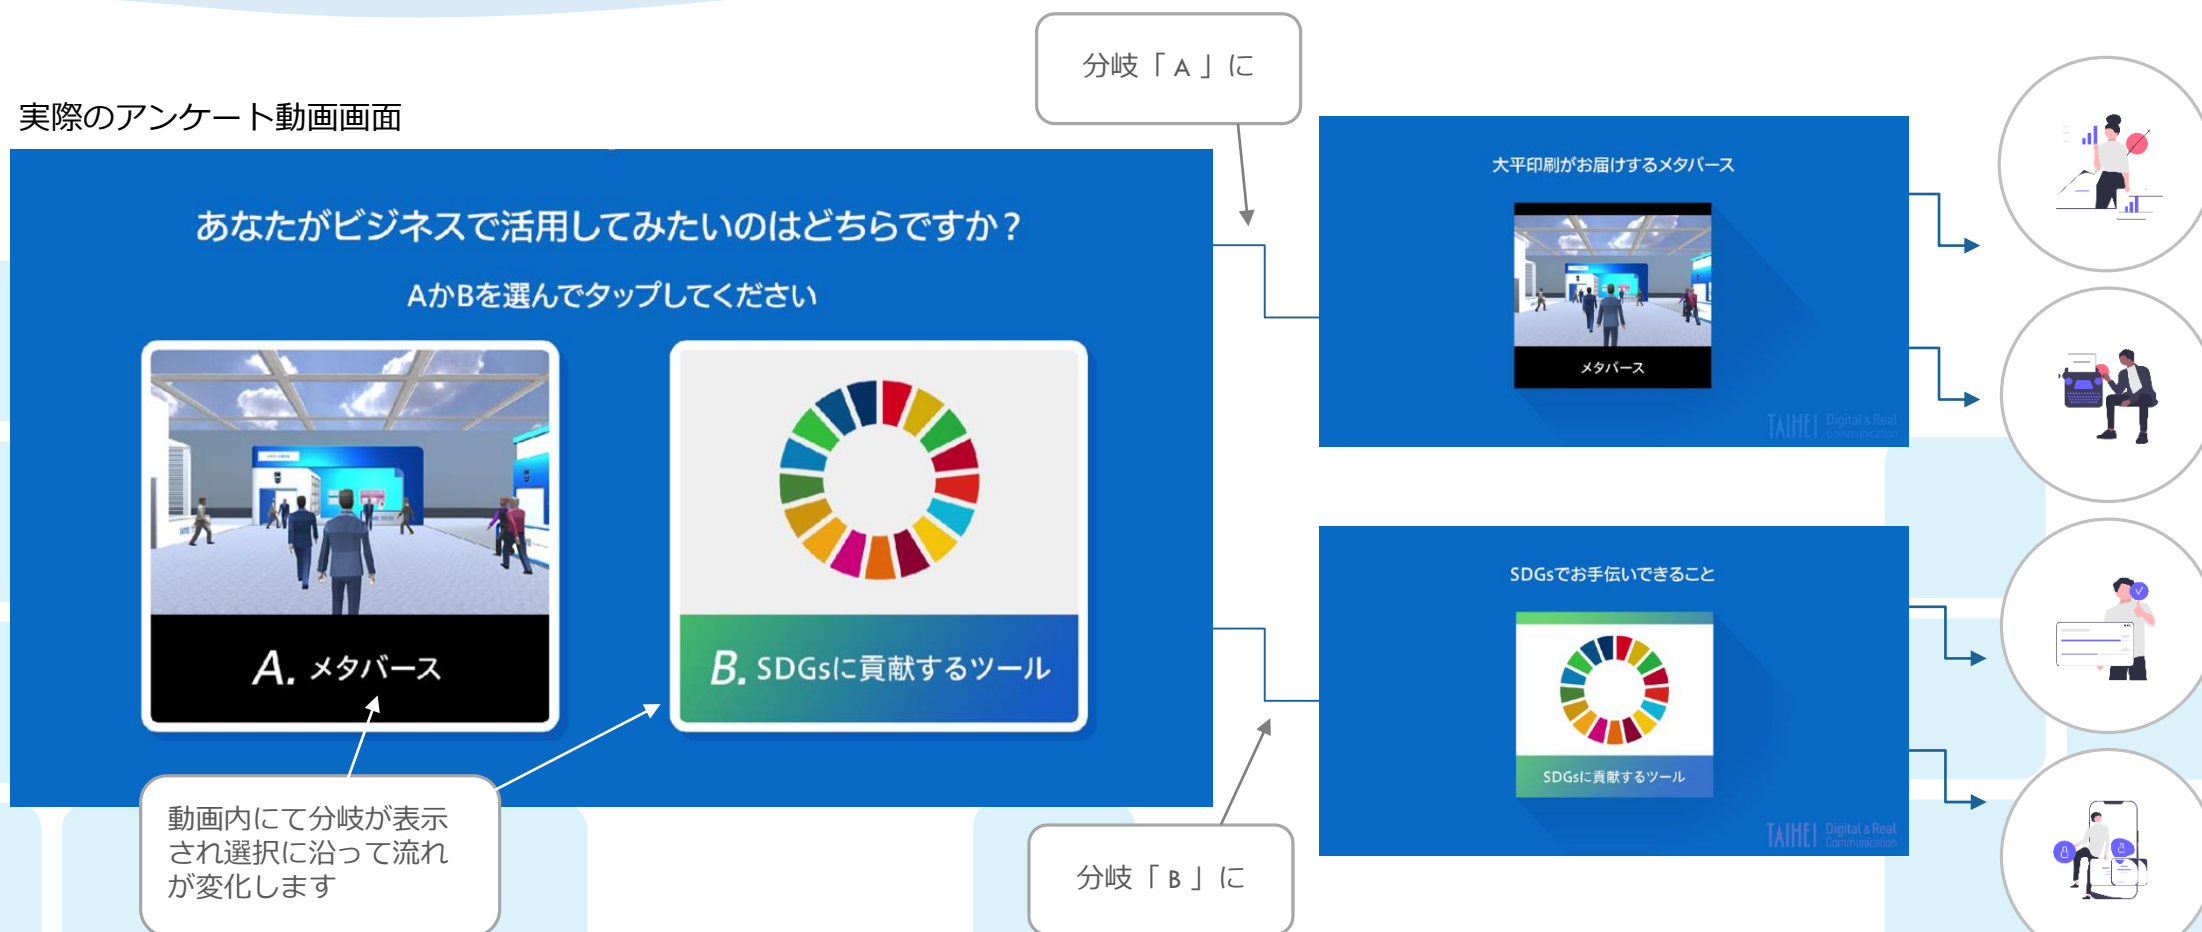 分岐「 A 」に
実際のアンケート動画画面
あなたがビジネスで活用してみたいのはどちらですか？
AかBを選んでタップしてください
A. メタバース
B. SDGsに貢献するツール
動画内にて分岐が表示
され選択に沿って流れ
が変化します
大平印刷がお届けするメタバース
メタバース
TAIHEI Digital & Real
Communication
分岐「 B 」に
SDGsでお手伝いできること
SDGsに貢献するツール
TAIHEI Digital & Real
Communication